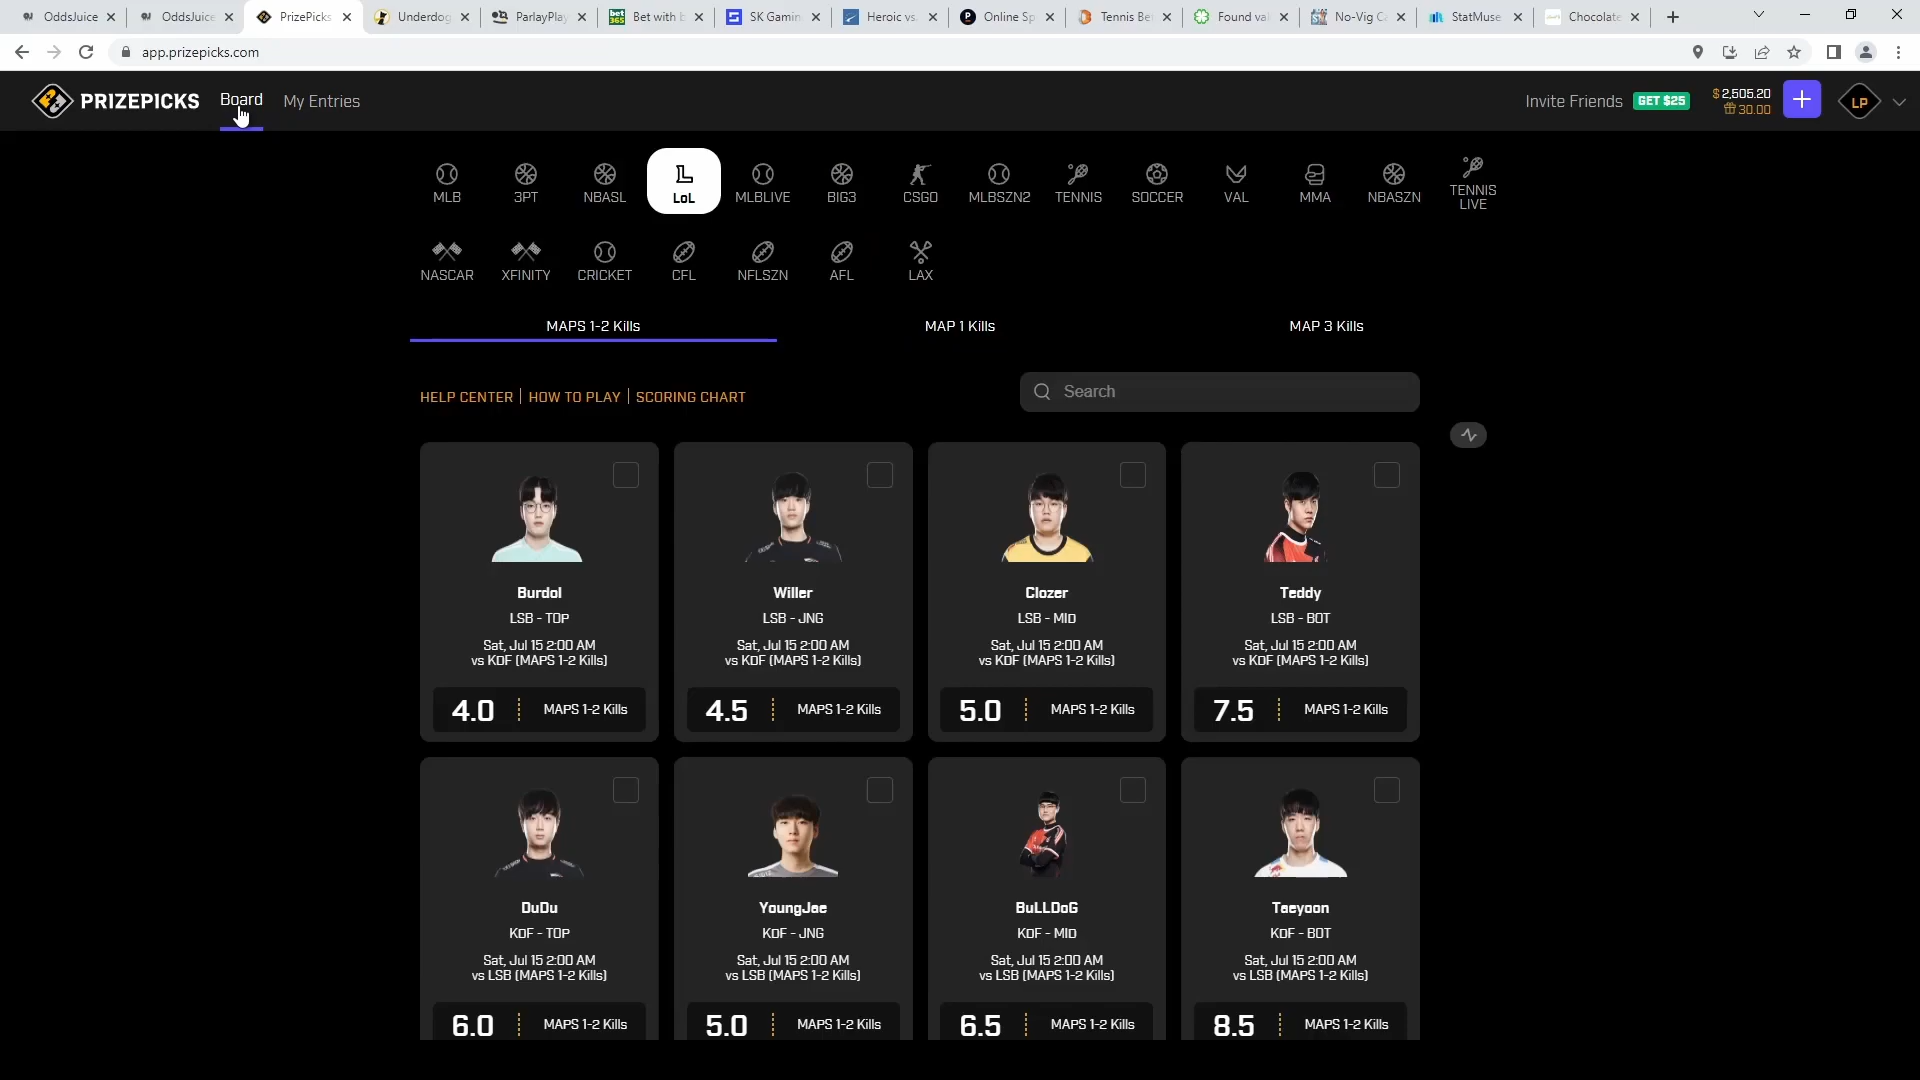 OddsJuice
OddsJuice
PrizePicks
Underdog
ParlayPlay
Bet with b
SK Gamin
Heroic vs.
Online Sp
Tennis Be
Found va
No-Vig Ca
StatMuse
Chocolate
app.prizepicks.com
PRIZEPICKS
Board
My Entries
Invite Friends
GET $25
$ 2,505.20
30.00
LP
MLB
3PT
NBASL
LoL
MLBLIVE
BIG3
CSGO
MLBSZN2
TENNIS
SOCCER
VAL
MMA
NBASZN
TENNIS
LIVE
NASCAR
XFINITY
CRICKET
CFL
NFLSZN
AFL
LAX
MAPS 1-2 Kills
MAP 1 Kills
MAP 3 Kills
HELP CENTER | HOW TO PLAY | SCORING CHART
Search
Burdol
LSB - TOP
Sat, Jul 15 2:00 AM
vs KDF (MAPS 1-2 Kills)
4.0
MAPS 1-2 Kills
Willer
LSB - JNG
Sat, Jul 15 2:00 AM
vs KDF (MAPS 1-2 Kills)
4.5
MAPS 1-2 Kills
Clozer
LSB - MID
Sat, Jul 15 2:00 AM
vs KDF (MAPS 1-2 Kills)
5.0
MAPS 1-2 Kills
Teddy
LSB - BOT
Sat, Jul 15 2:00 AM
vs KDF (MAPS 1-2 Kills)
7.5
MAPS 1-2 Kills
DuDu
KDF - TOP
Sat, Jul 15 2:00 AM
vs LSB (MAPS 1-2 Kills)
6.0
MAPS 1-2 Kills
YoungJae
KDF - JNG
Sat, Jul 15 2:00 AM
vs LSB (MAPS 1-2 Kills)
5.0
MAPS 1-2 Kills
BuLLDoG
KDF - MID
Sat, Jul 15 2:00 AM
vs LSB (MAPS 1-2 Kills)
6.5
MAPS 1-2 Kills
Taeyoon
KDF - BOT
Sat, Jul 15 2:00 AM
vs LSB (MAPS 1-2 Kills)
8.5
MAPS 1-2 Kills